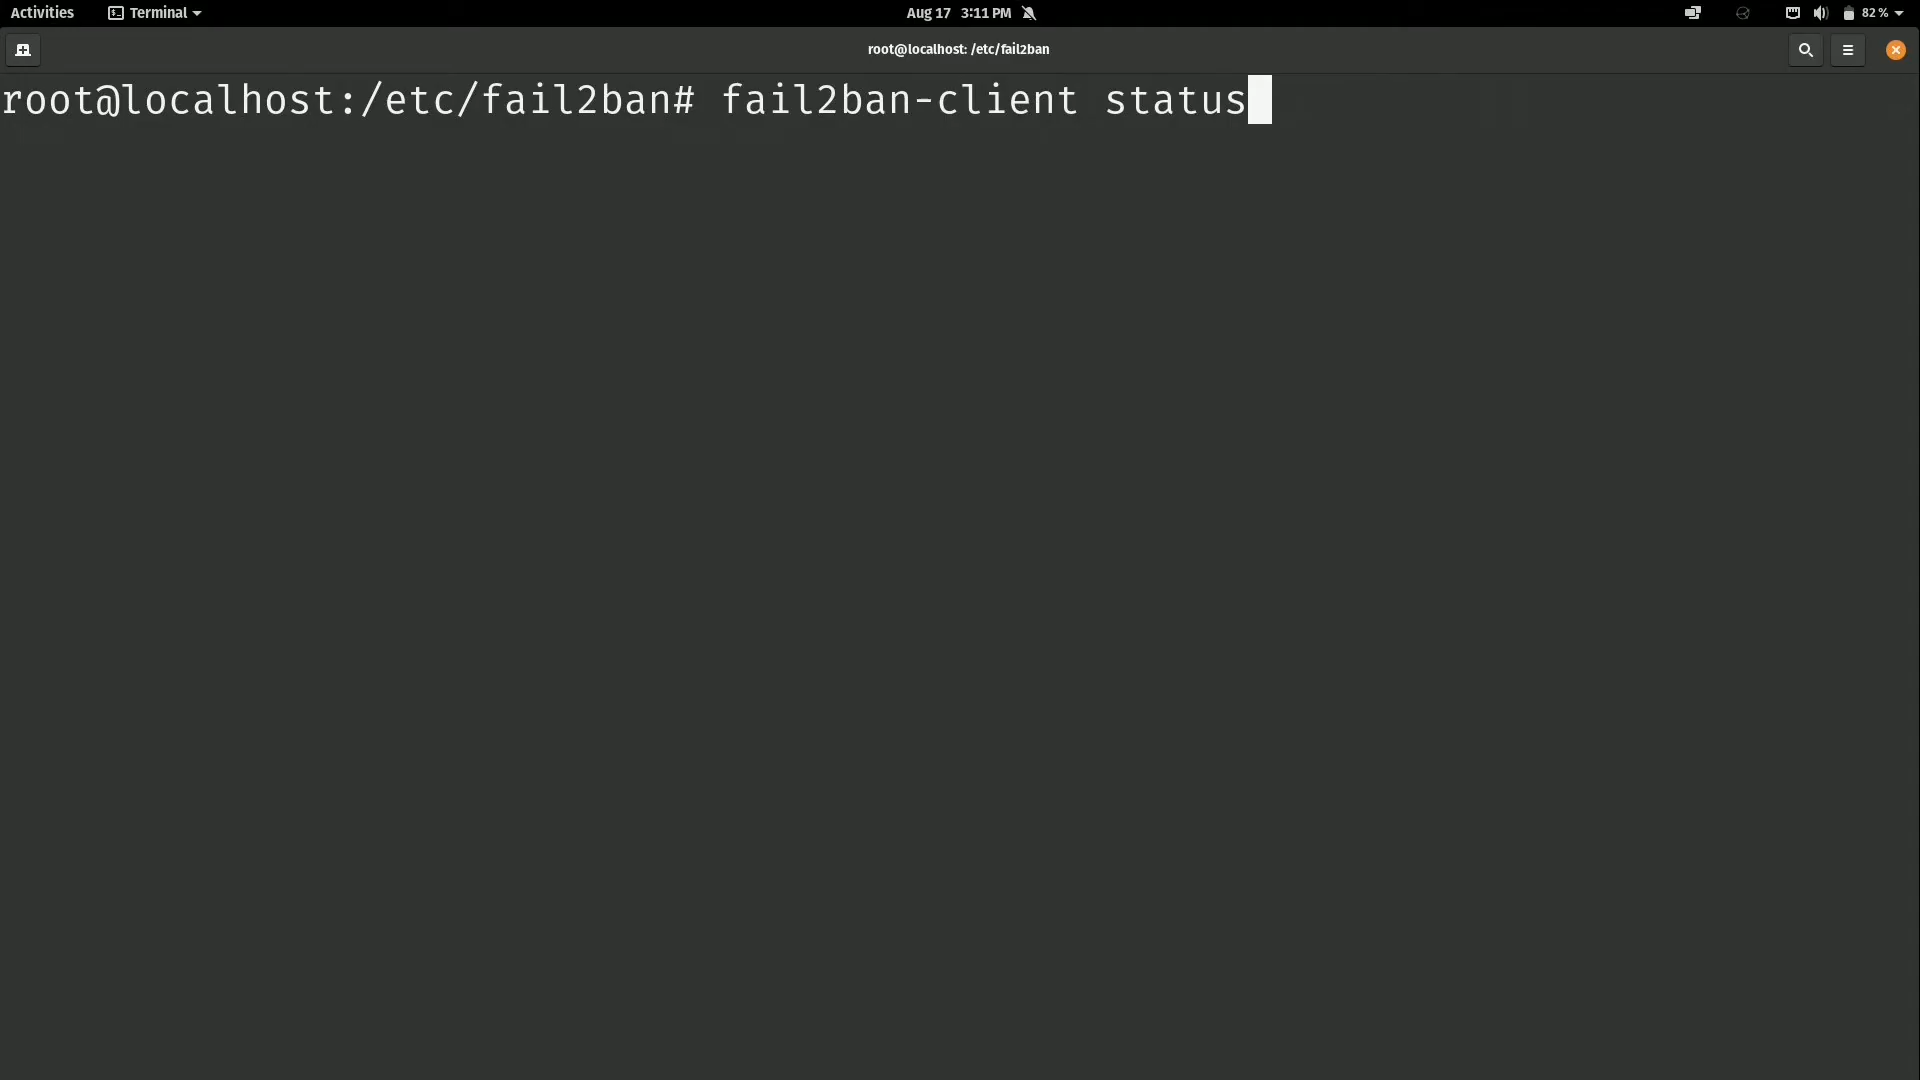 Activities Terminal Aug 17 3:11 PM 82 %
root@localhost: /etc/fail2ban
root@localhost:/etc/fail2ban# fail2ban-client status